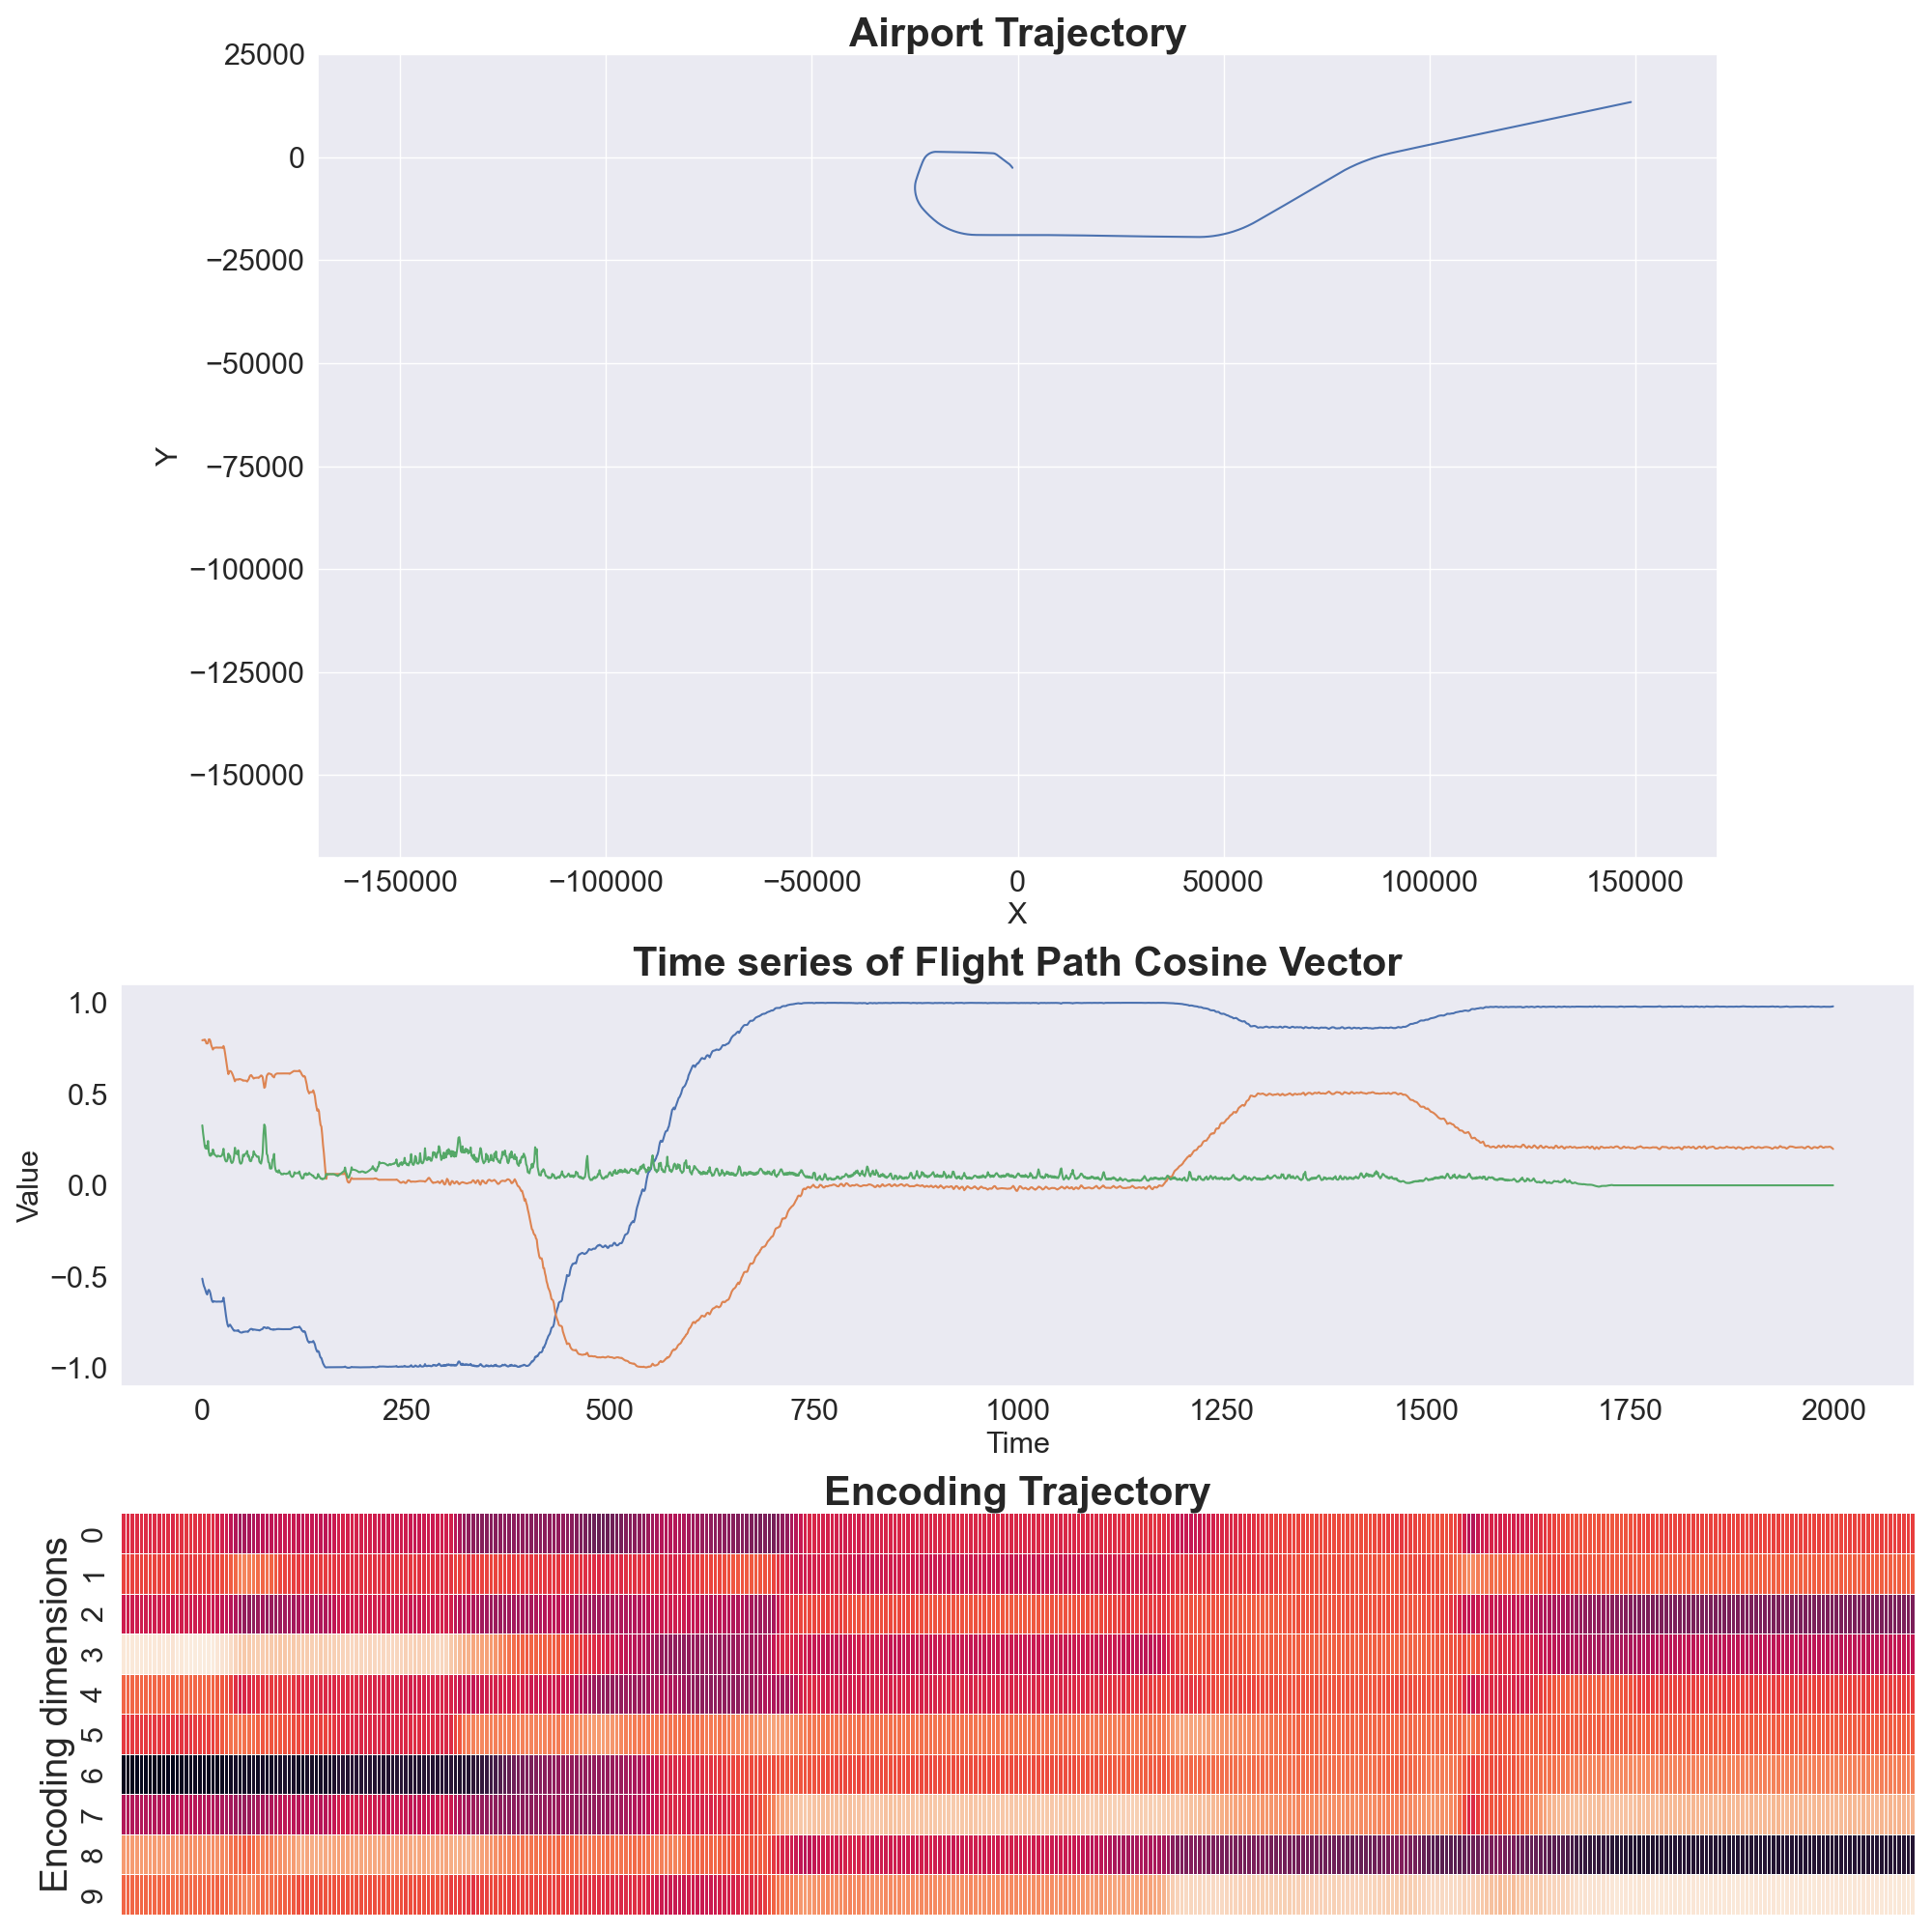 Airport Trajectory
25000
0
−25000
−50000
−75000
−100000
−125000
−150000
Y
−150000 −100000 −50000 0 50000 100000 150000
X
Time series of Flight Path Cosine Vector
1.0
0.5
0.0
−0.5
−1.0
Value
0 250 500 750 1000 1250 1500 1750 2000
Time
Encoding Trajectory
Encoding dimensions
0
1
2
3
4
5
6
7
8
9